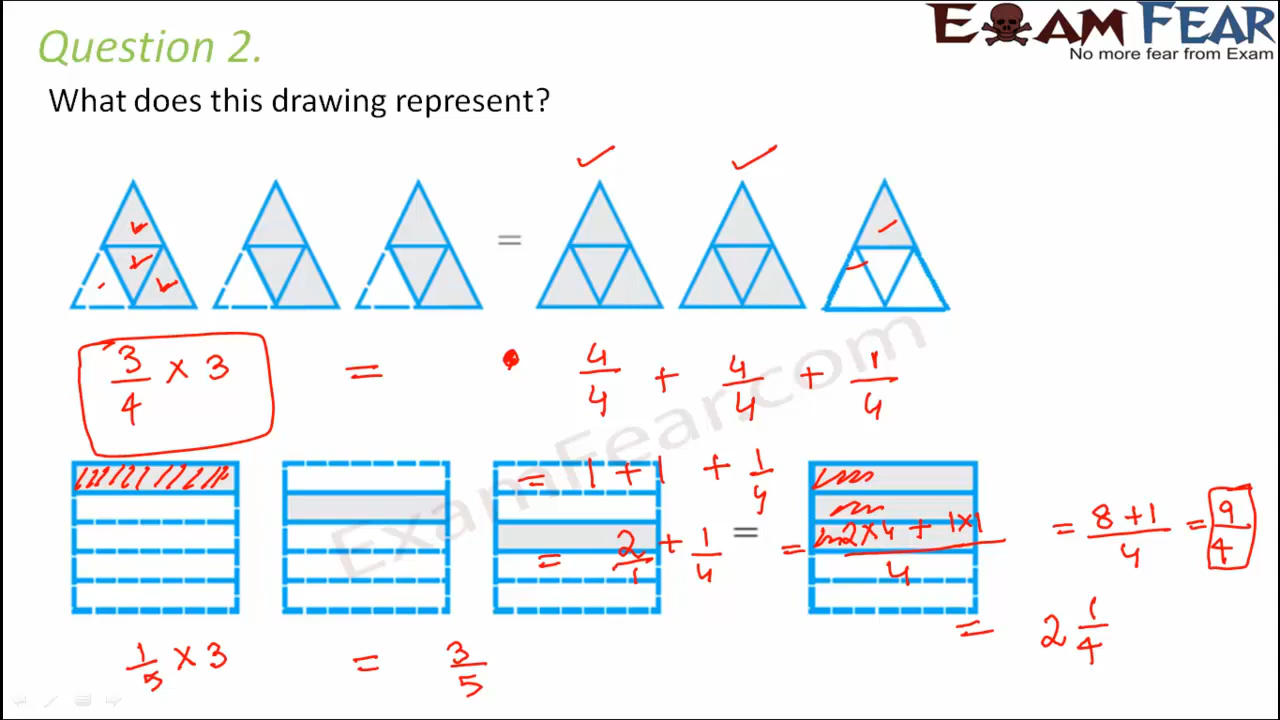 EXAM FEAR
No more fear from Exam
Question 2.
What does this drawing represent?
=
3/4 × 3 = 4/4 + 4/4 + 1/4
= 1 + 1 + 1/4
=
= 2/1 + 1/4 = 2×4 + 1×1/4 = 8+1/4 = 9/4
= 2 1/4
1/5 × 3 = 3/5
ExamFear.com